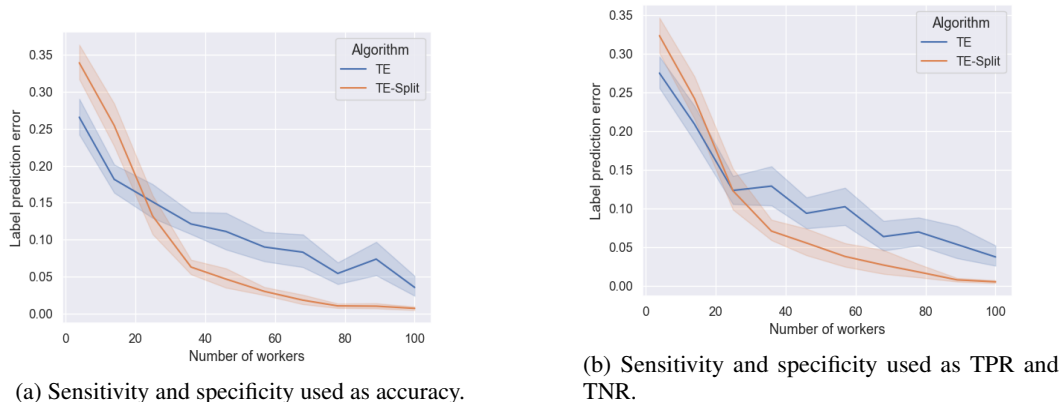 0.35
0.30
0.25
0.20
0.15
0.10
0.05
0.00
Label prediction error
0 20 40 60 80 100
Number of workers
Algorithm
TE
TE-Split
(a) Sensitivity and specificity used as accuracy.
0.35
0.30
0.25
0.20
0.15
0.10
0.05
0.00
Label prediction error
0 20 40 60 80 100
Number of workers
Algorithm
TE
TE-Split
(b) Sensitivity and specificity used as TPR and
TNR.